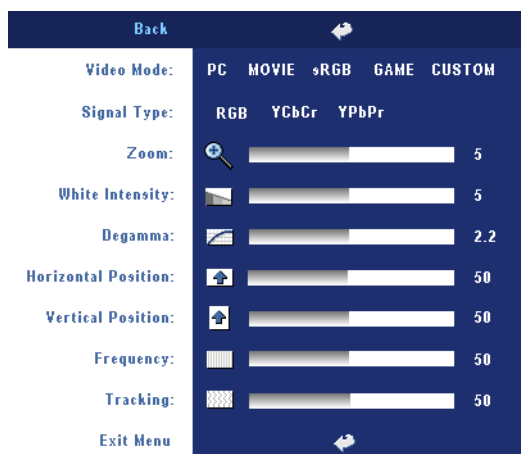 Back
Video Mode: PC MOVIE sRGB GAME CUSTOM
Signal Type: RGB YCbCr YPbPr
Zoom: 5
White Intensity: 5
Degamma: 2.2
Horizontal Position: 50
Vertical Position: 50
Frequency: 50
Tracking: 50
Exit Menu